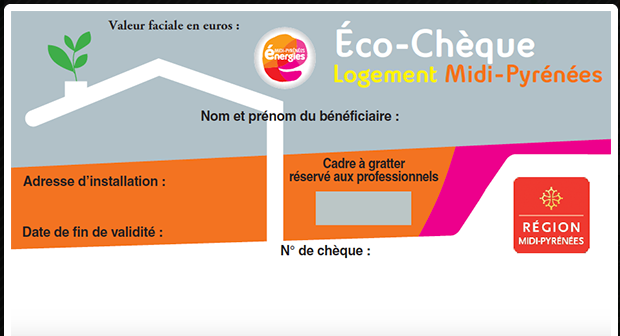 Valeur faciale en euros :
MIDI-PYRÉNÉES
énergies
Éco-Chèque
Logement Midi-Pyrénées
Nom et prénom du bénéficiaire :
Cadre à gratter
réservé aux professionnels
Adresse d'installation :
Date de fin de validité :
N° de chèque :
RÉGION
MIDI-PYRÉNÉES